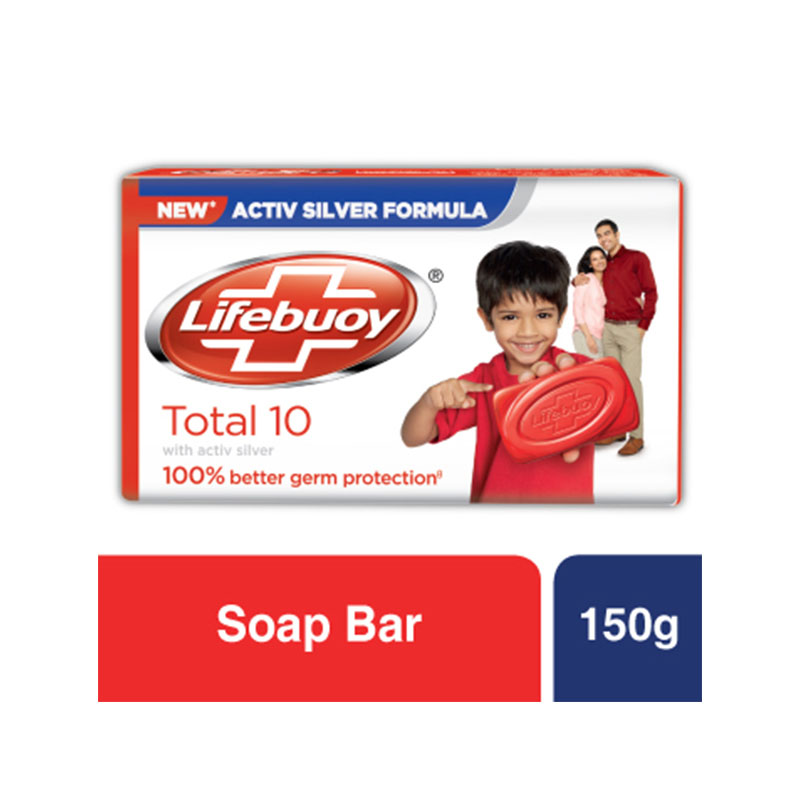 NEW* ACTIV SILVER FORMULA
Lifebuoy ®
Total 10
with activ silver
100% better germ protection
Lifebuoy
Soap Bar
150g